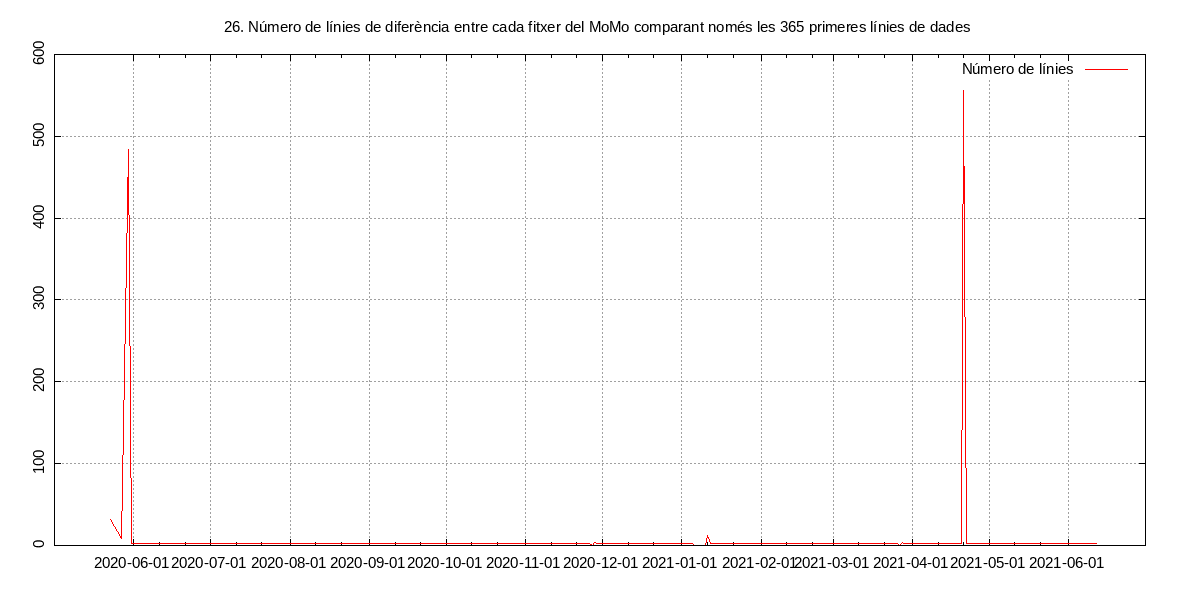 26. Número de línies de diferència entre cada fitxer del MoMo comparant només les 365 primeres línies de dades
Número de línies
600
500
400
300
200
100
0
2020-06-01 2020-07-01 2020-08-01 2020-09-01 2020-10-01 2020-11-01 2020-12-01 2021-01-01 2021-02-01 2021-03-01 2021-04-01 2021-05-01 2021-06-01